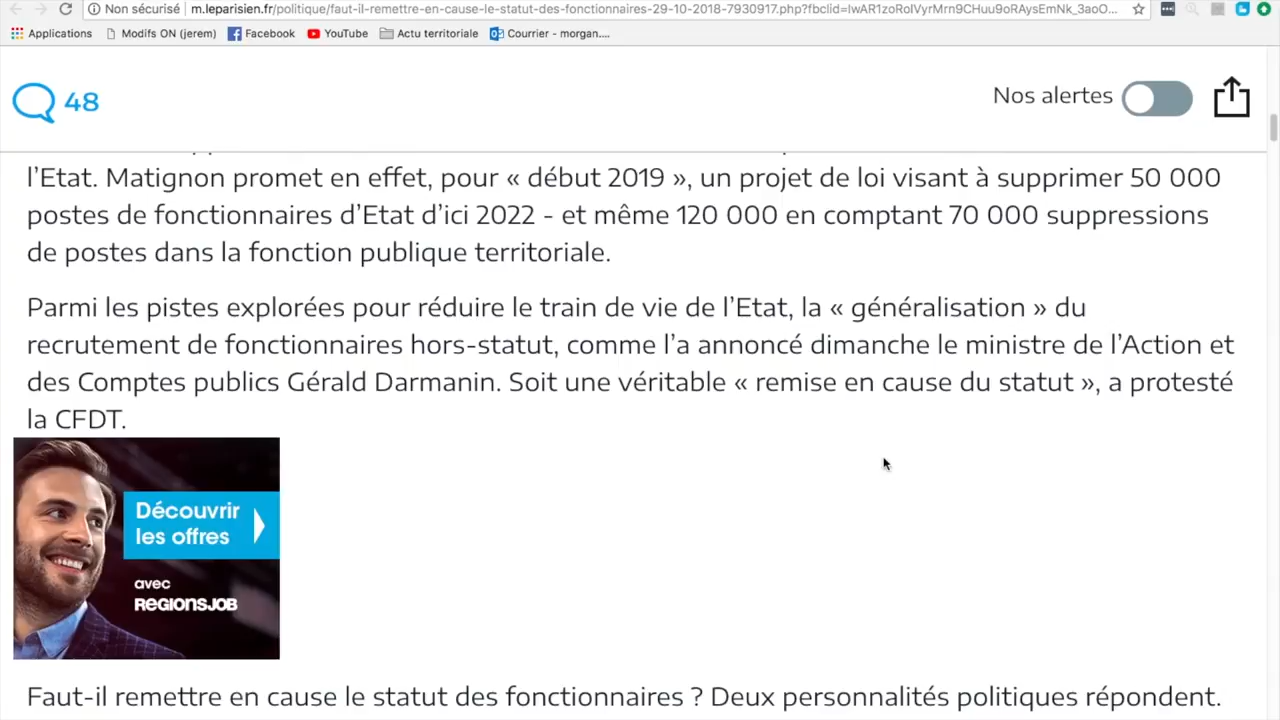 Non sécurisé | m.leparisien.fr/politique/faut-il-remettre-en-cause-le-statut-des-fonctionnaires-29-10-2018-7930917.php?fbclid=IwAR1zoRoIVyrMrn9CHuu9oRAysEmNk_3aoO...
Applications Modifs ON (jerem) Facebook YouTube Actu territoriale Courrier - morgan....
48
Nos alertes
l'Etat. Matignon promet en effet, pour « début 2019 », un projet de loi visant à supprimer 50 000
postes de fonctionnaires d'Etat d'ici 2022 - et même 120 000 en comptant 70 000 suppressions
de postes dans la fonction publique territoriale.
Parmi les pistes explorées pour réduire le train de vie de l'Etat, la « généralisation » du
recrutement de fonctionnaires hors-statut, comme l'a annoncé dimanche le ministre de l'Action et
des Comptes publics Gérald Darmanin. Soit une véritable « remise en cause du statut », a protesté
la CFDT.
Découvrir
les offres
avec
REGIONSJOB
Faut-il remettre en cause le statut des fonctionnaires ? Deux personnalités politiques répondent.